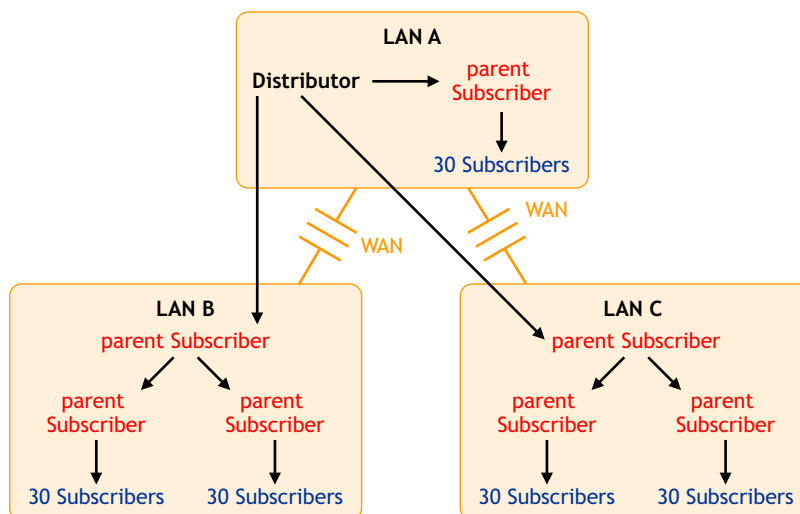 LAN A
Distributor
parent
Subscriber
30 Subscribers
WAN
WAN
LAN B
parent Subscriber
parent
Subscriber
parent
Subscriber
30 Subscribers
30 Subscribers
LAN C
parent Subscriber
parent
Subscriber
parent
Subscriber
30 Subscribers
30 Subscribers